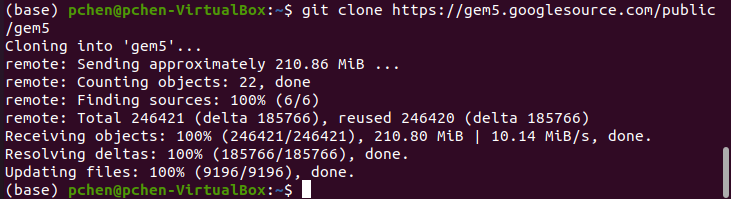 (base) pchen@pchen-VirtualBox:~$ git clone https://gem5.googlesource.com/public
/gem5
Cloning into 'gem5'...
remote: Sending approximately 210.86 MiB ...
remote: Counting objects: 22, done
remote: Finding sources: 100% (6/6)
remote: Total 246421 (delta 185766), reused 246420 (delta 185766)
Receiving objects: 100% (246421/246421), 210.80 MiB | 10.14 MiB/s, done.
Resolving deltas: 100% (185766/185766), done.
Updating files: 100% (9196/9196), done.
(base) pchen@pchen-VirtualBox:~$